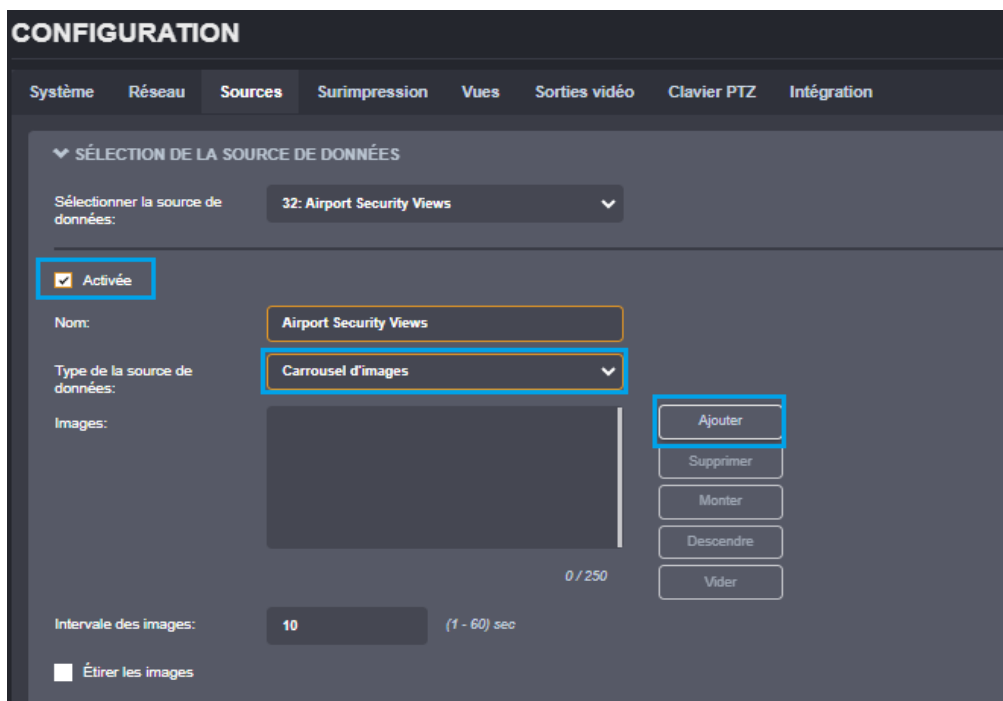 CONFIGURATION
Système Réseau Sources Surimpression Vues Sorties vidéo Clavier PTZ Intégration
SÉLECTION DE LA SOURCE DE DONNÉES
Sélectionner la source de
données:
32: Airport Security Views
Activée
Nom:
Airport Security Views
Type de la source de
données:
Carrousel d'images
Images:
Ajouter
Supprimer
Monter
Descendre
Vider
0 / 250
Intervale des images:
10
(1 - 60) sec
Étirer les images